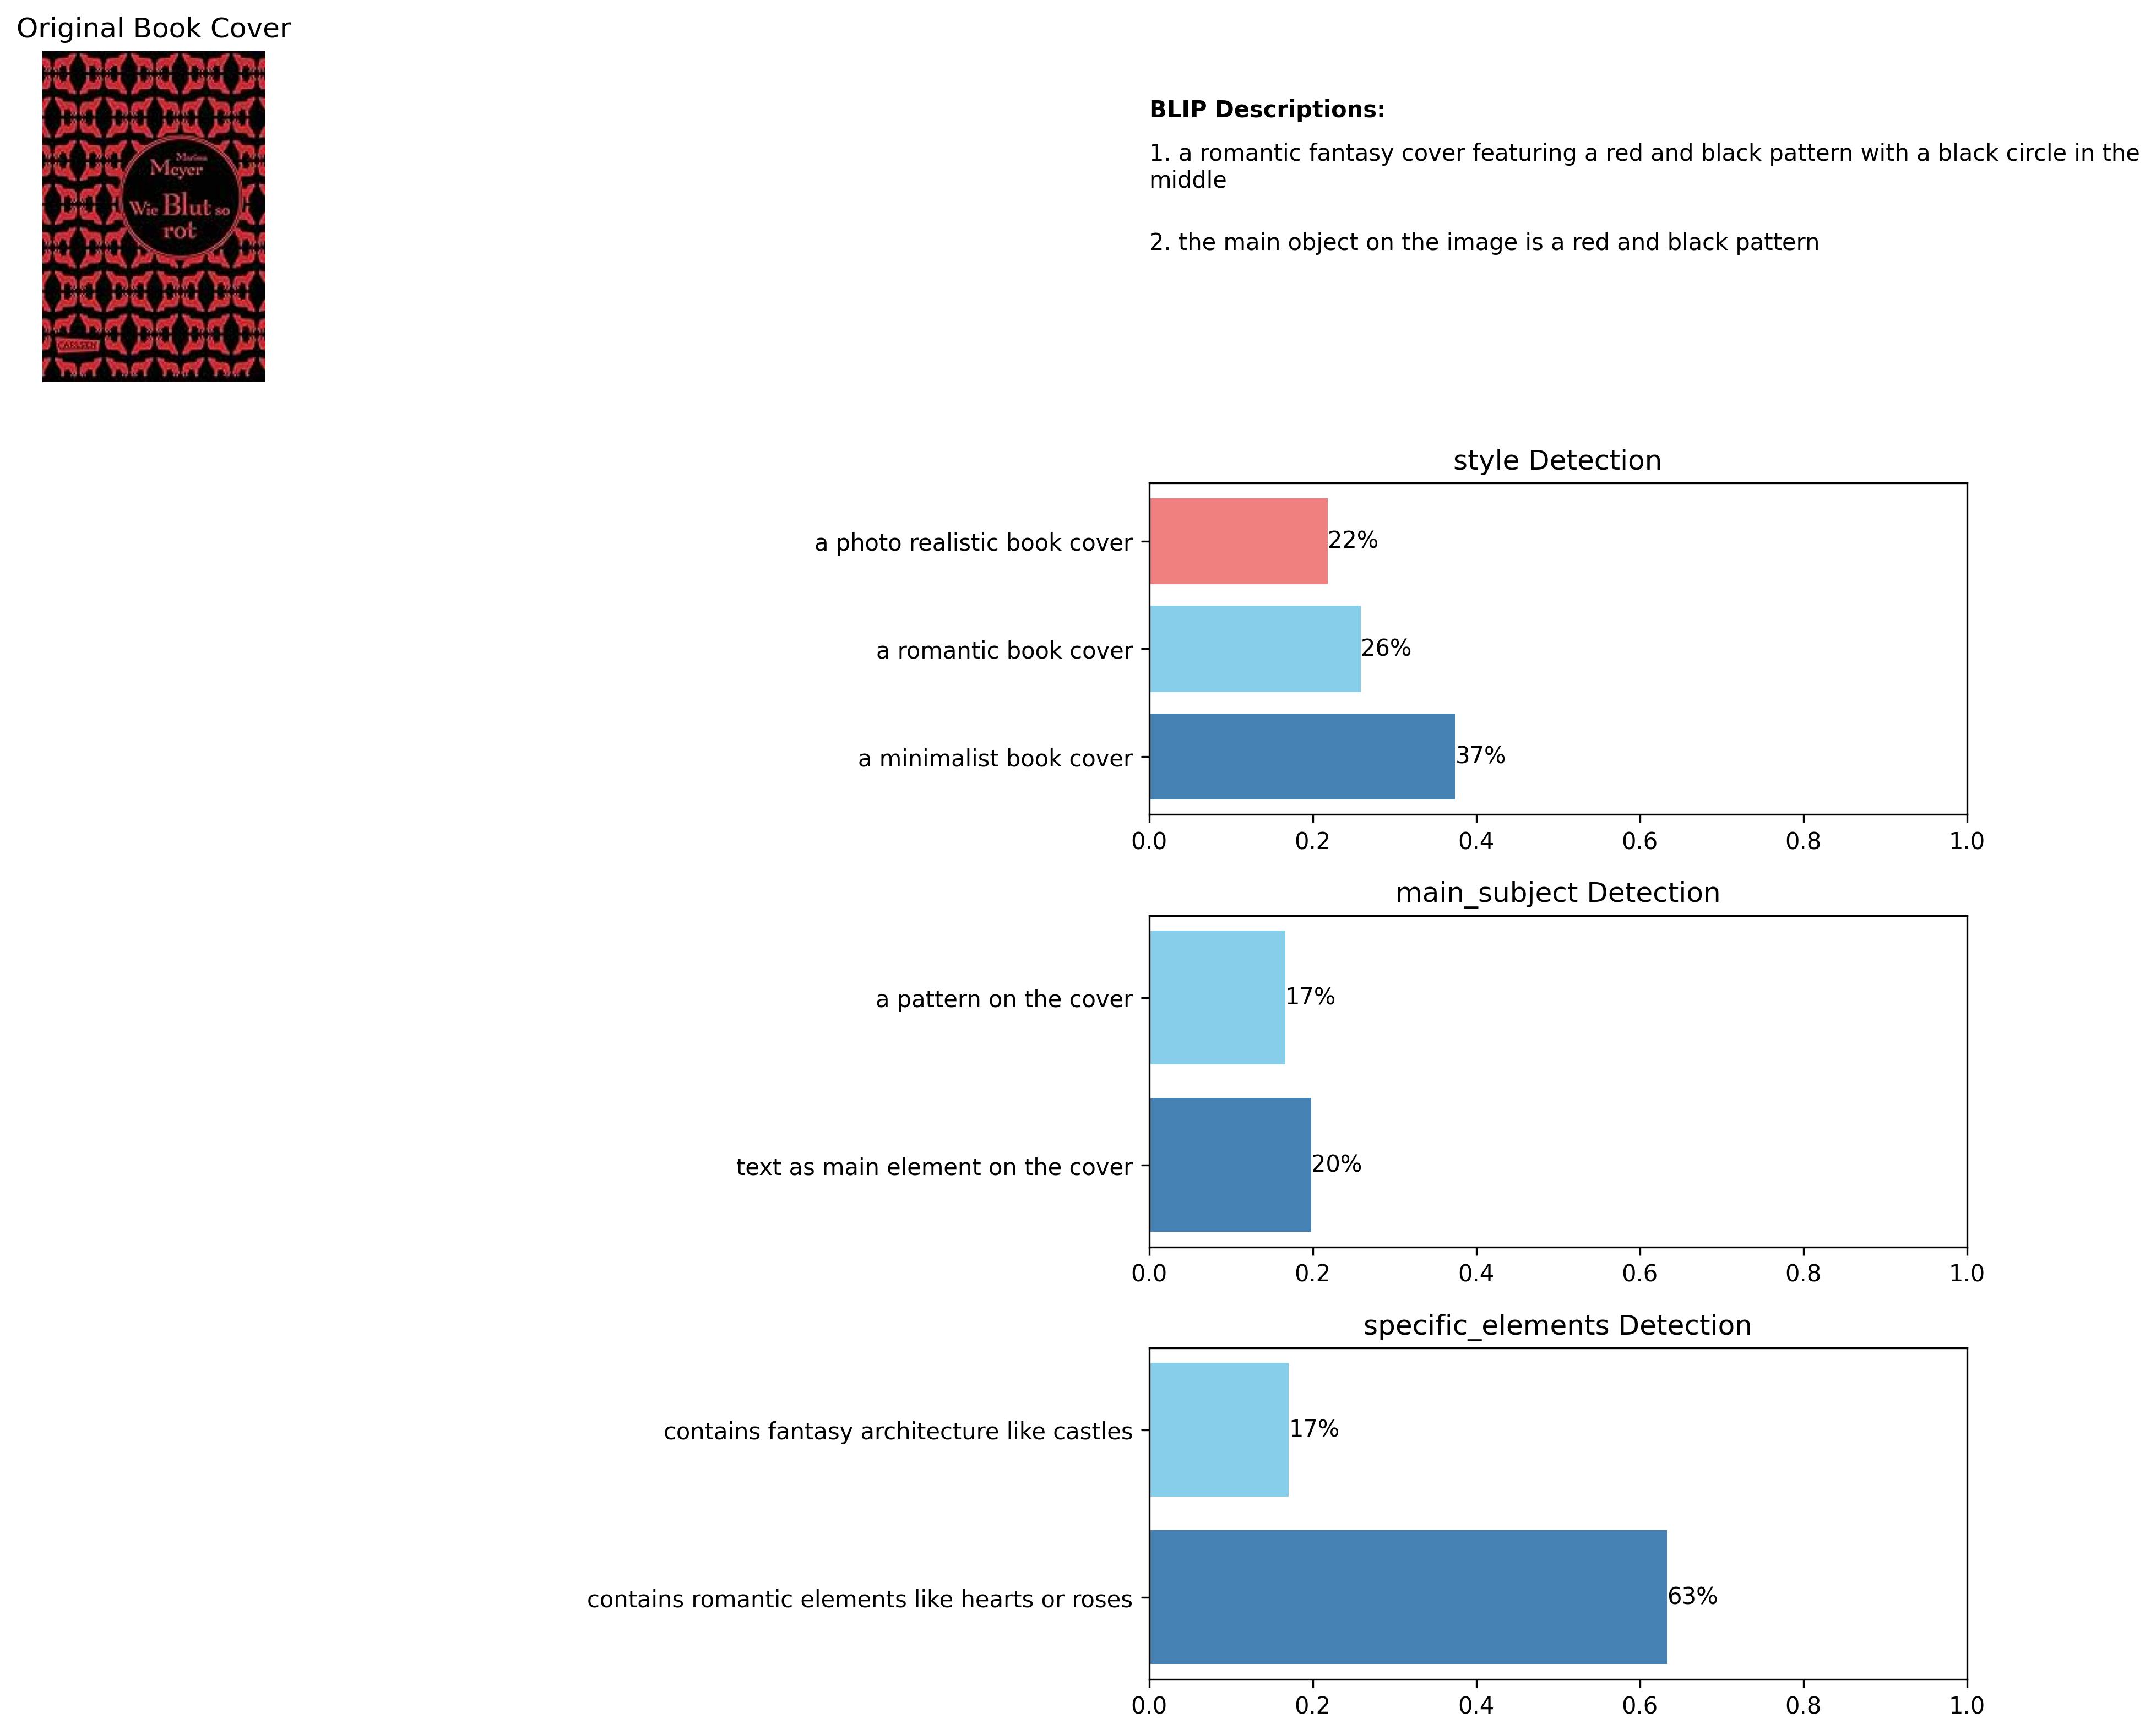 Original Book Cover
Marissa
Meyer
Wie Blut so
rot
CARLSEN
BLIP Descriptions:
1. a romantic fantasy cover featuring a red and black pattern with a black circle in the
middle
2. the main object on the image is a red and black pattern
style Detection
a photo realistic book cover
22%
a romantic book cover
26%
a minimalist book cover
37%
0.0 0.2 0.4 0.6 0.8 1.0
main_subject Detection
a pattern on the cover
17%
text as main element on the cover
20%
0.0 0.2 0.4 0.6 0.8 1.0
specific_elements Detection
contains fantasy architecture like castles
17%
contains romantic elements like hearts or roses
63%
0.0 0.2 0.4 0.6 0.8 1.0